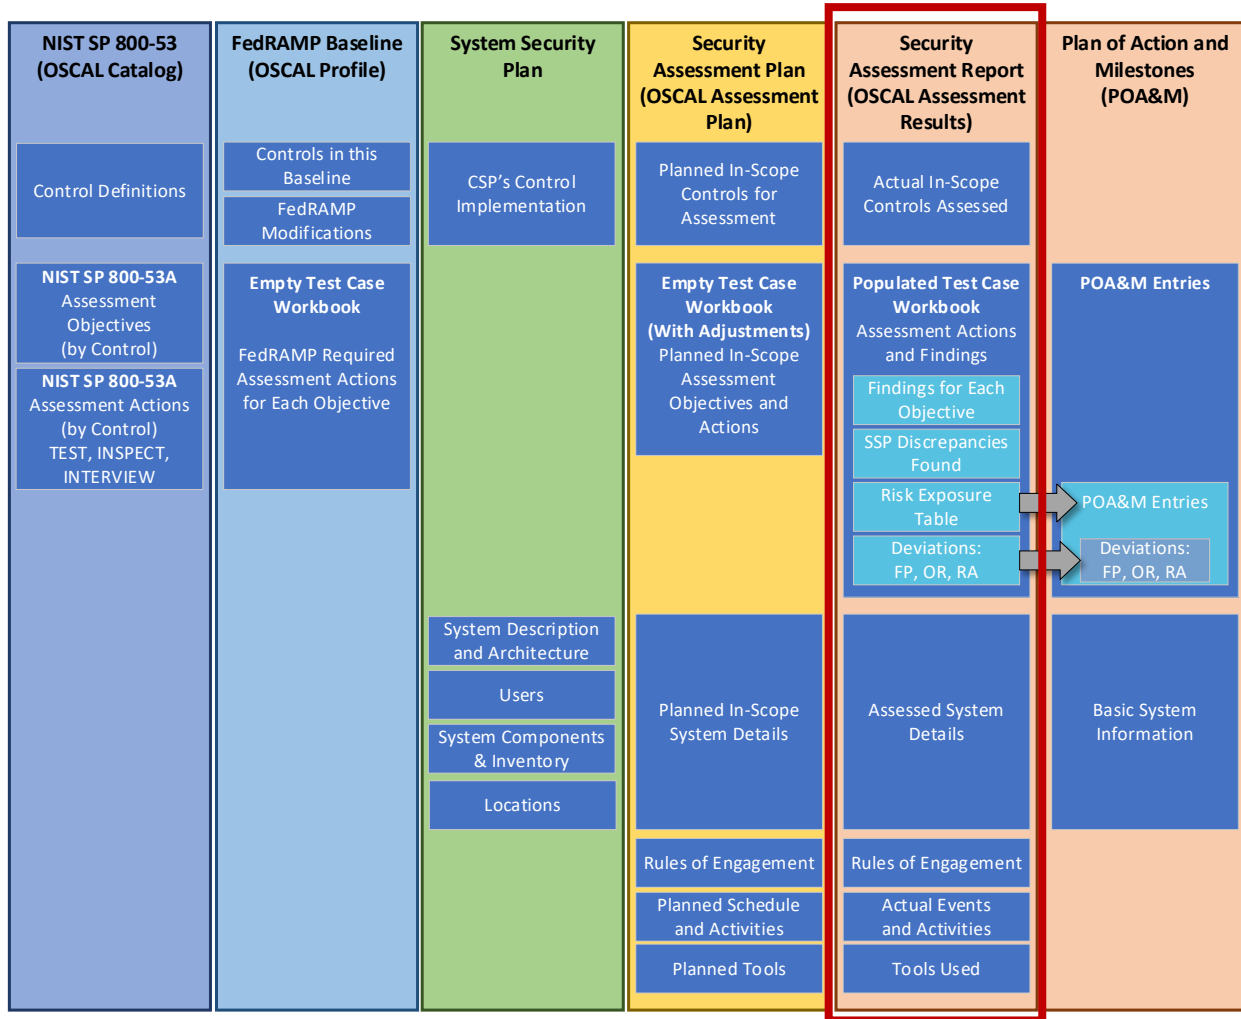 NIST SP 800-53
(OSCAL Catalog)
Control Definitions
NIST SP 800-53A
Assessment
Objectives
(by Control)
NIST SP 800-53A
Assessment Actions
(by Control)
TEST, INSPECT,
INTERVIEW
FedRAMP Baseline
(OSCAL Profile)
Controls in this
Baseline
FedRAMP
Modifications
Empty Test Case
Workbook
FedRAMP Required
Assessment Actions
for Each Objective
System Security
Plan
CSP's Control
Implementation
System Description
and Architecture
Users
System Components
& Inventory
Locations
Security
Assessment Plan
(OSCAL Assessment
Plan)
Planned In-Scope
Controls for
Assessment
Empty Test Case
Workbook
(With Adjustments)
Planned In-Scope
Assessment
Objectives and
Actions
Planned In-Scope
System Details
Rules of Engagement
Planned Schedule
and Activities
Planned Tools
Security
Assessment Report
(OSCAL Assessment
Results)
Actual In-Scope
Controls Assessed
Populated Test Case
Workbook
Assessment Actions
and Findings
Findings for Each
Objective
SSP Discrepancies
Found
Risk Exposure
Table
Deviations:
FP, OR, RA
Assessed System
Details
Rules of Engagement
Actual Events
and Activities
Tools Used
Plan of Action and
Milestones
(POA&M)
POA&M Entries
POA&M Entries
Deviations:
FP, OR, RA
Basic System
Information